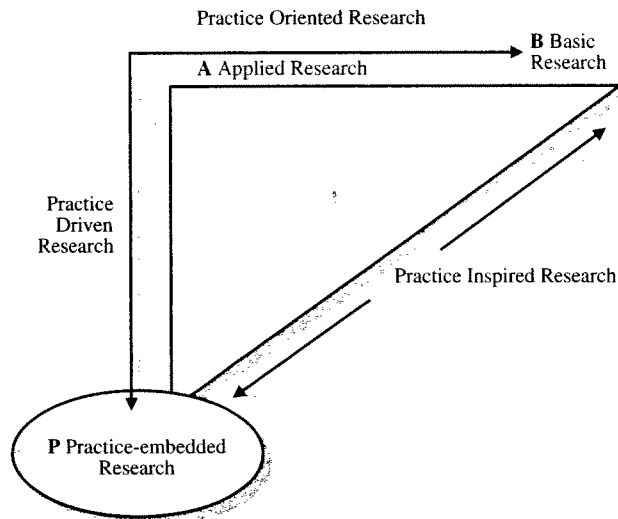 Practice Oriented Research
B Basic
Research
A Applied Research
Practice
Driven
Research
Practice Inspired Research
P Practice-embedded
Research